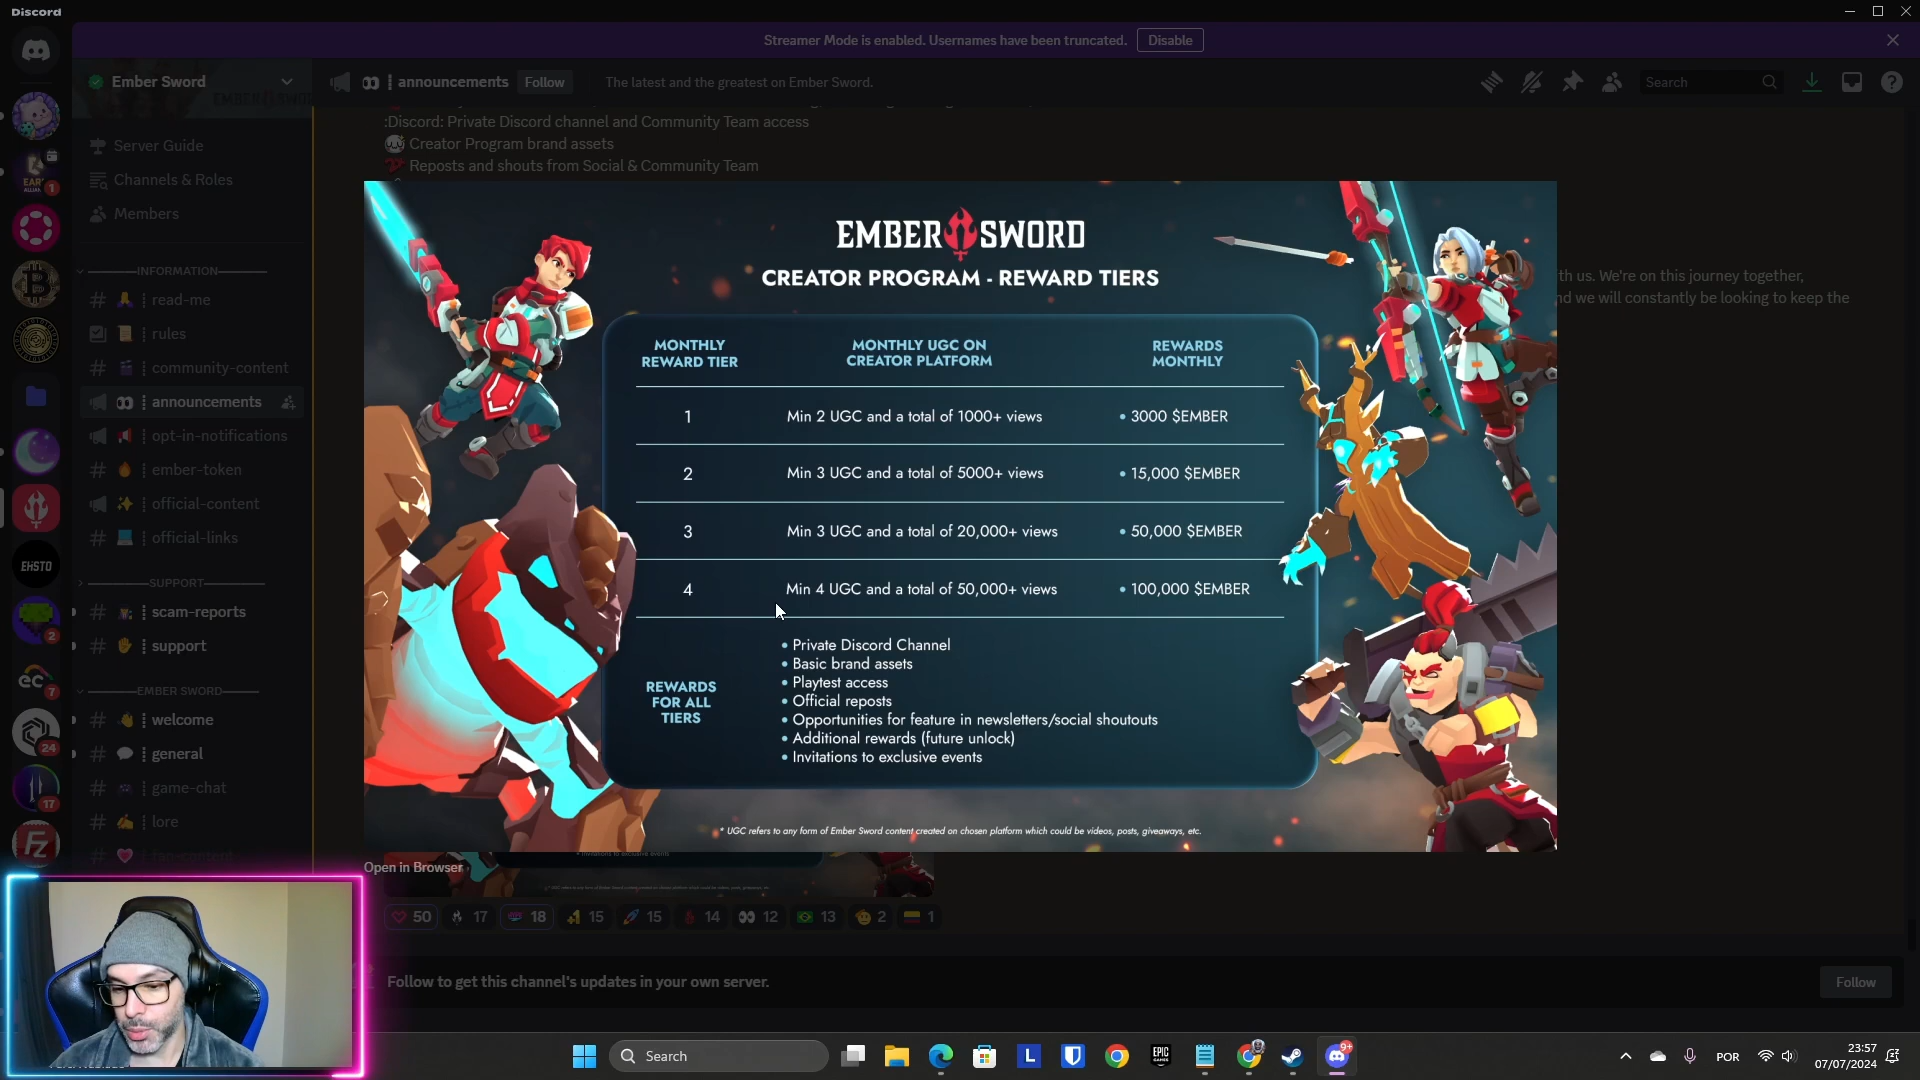 Discord
Streamer Mode is enabled. Usernames have been truncated.
Disable
Ember Sword
announcements
Follow
The latest and the greatest on Ember Sword.
Search
Server Guide
Channels & Roles
Members
INFORMATION
read-me
rules
community-content
announcements
opt-in-notifications
ember-token
official-content
official-links
SUPPORT
scam-reports
support
EMBER SWORD
welcome
general
game-chat
lore
1
2
7
24
17
:Discord: Private Discord channel and Community Team access
Creator Program brand assets
Reposts and shouts from Social & Community Team
th us. We're on this journey together,
nd we will constantly be looking to keep the
EMBER SWORD
CREATOR PROGRAM - REWARD TIERS
MONTHLY REWARD TIER
MONTHLY UGC ON CREATOR PLATFORM
REWARDS MONTHLY
1 Min 2 UGC and a total of 1000+ views • 3000 $EMBER
2 Min 3 UGC and a total of 5000+ views • 15,000 $EMBER
3 Min 3 UGC and a total of 20,000+ views • 50,000 $EMBER
4 Min 4 UGC and a total of 50,000+ views • 100,000 $EMBER
REWARDS FOR ALL TIERS
• Private Discord Channel
• Basic brand assets
• Playtest access
• Official reposts
• Opportunities for feature in newsletters/social shoutouts
• Additional rewards (future unlock)
• Invitations to exclusive events
* UGC refers to any form of Ember Sword content created on chosen platform which could be videos, posts, giveaways, etc.
Open in Browser
50 17 18 15 15 14 12 13 2 1
Follow to get this channel's updates in your own server.
Follow
Search
EPIC GAMES
9+
POR
23:57
07/07/2024